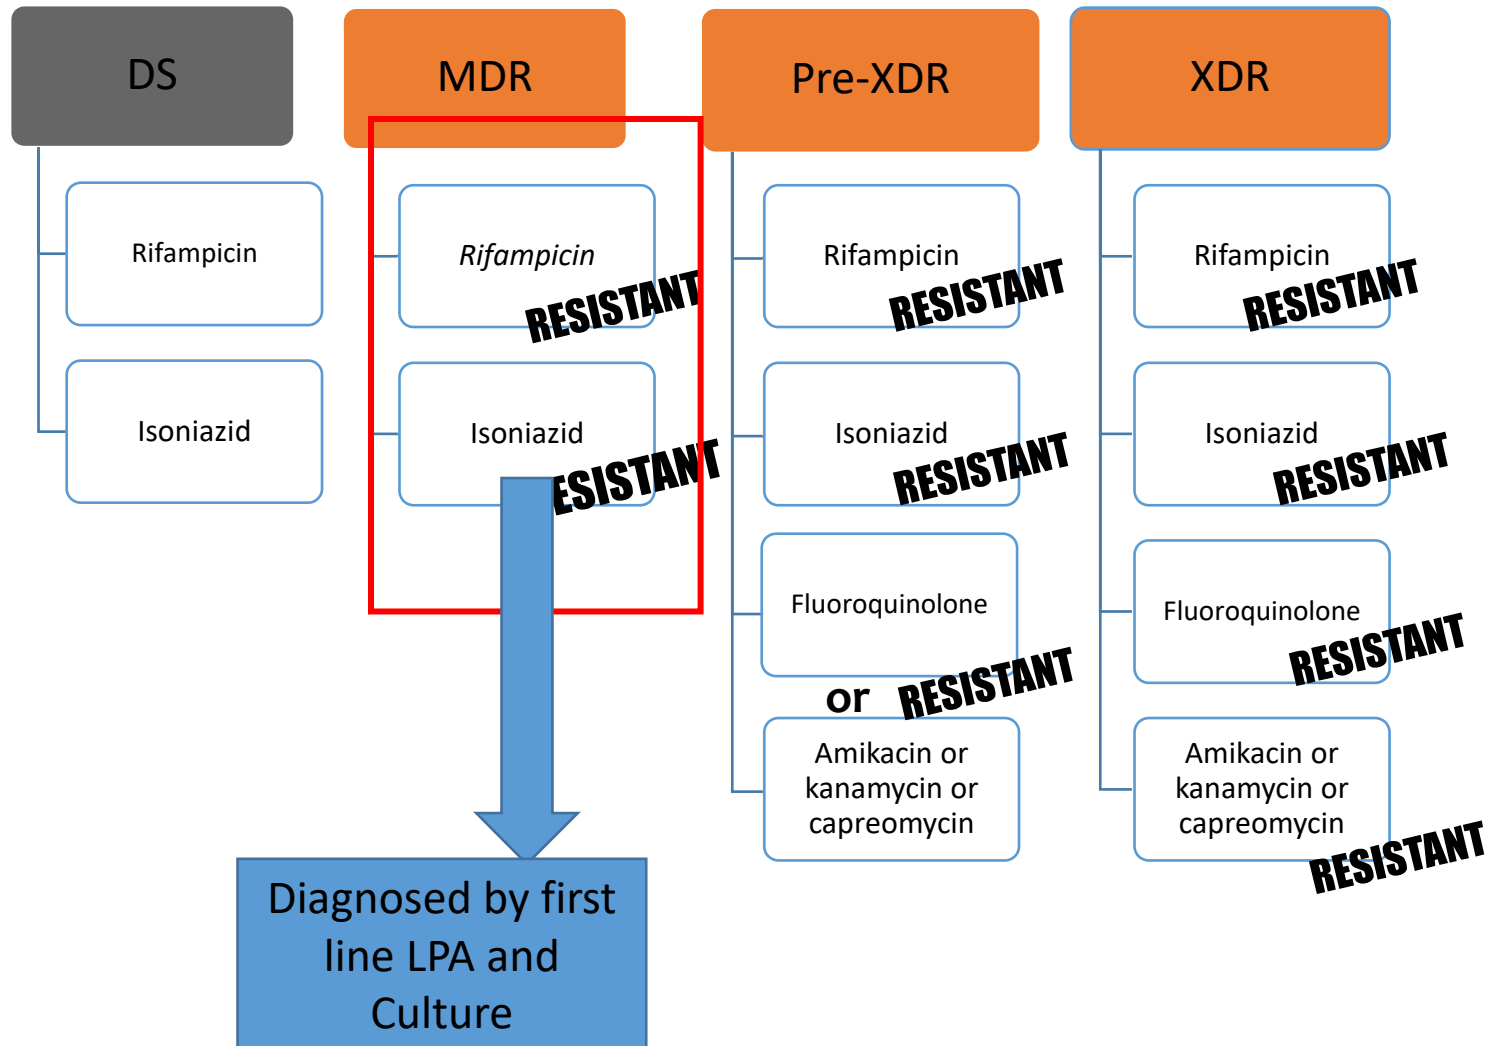 DS
Rifampicin
Isoniazid
MDR
Rifampicin
RESISTANT
Isoniazid
ESISTANT
Diagnosed by first
line LPA and
Culture
Pre-XDR
Rifampicin
RESISTANT
Isoniazid
RESISTANT
Fluoroquinolone
or RESISTANT
Amikacin or
kanamycin or
capreomycin
XDR
Rifampicin
RESISTANT
Isoniazid
RESISTANT
Fluoroquinolone
RESISTANT
Amikacin or
kanamycin or
capreomycin
RESISTANT